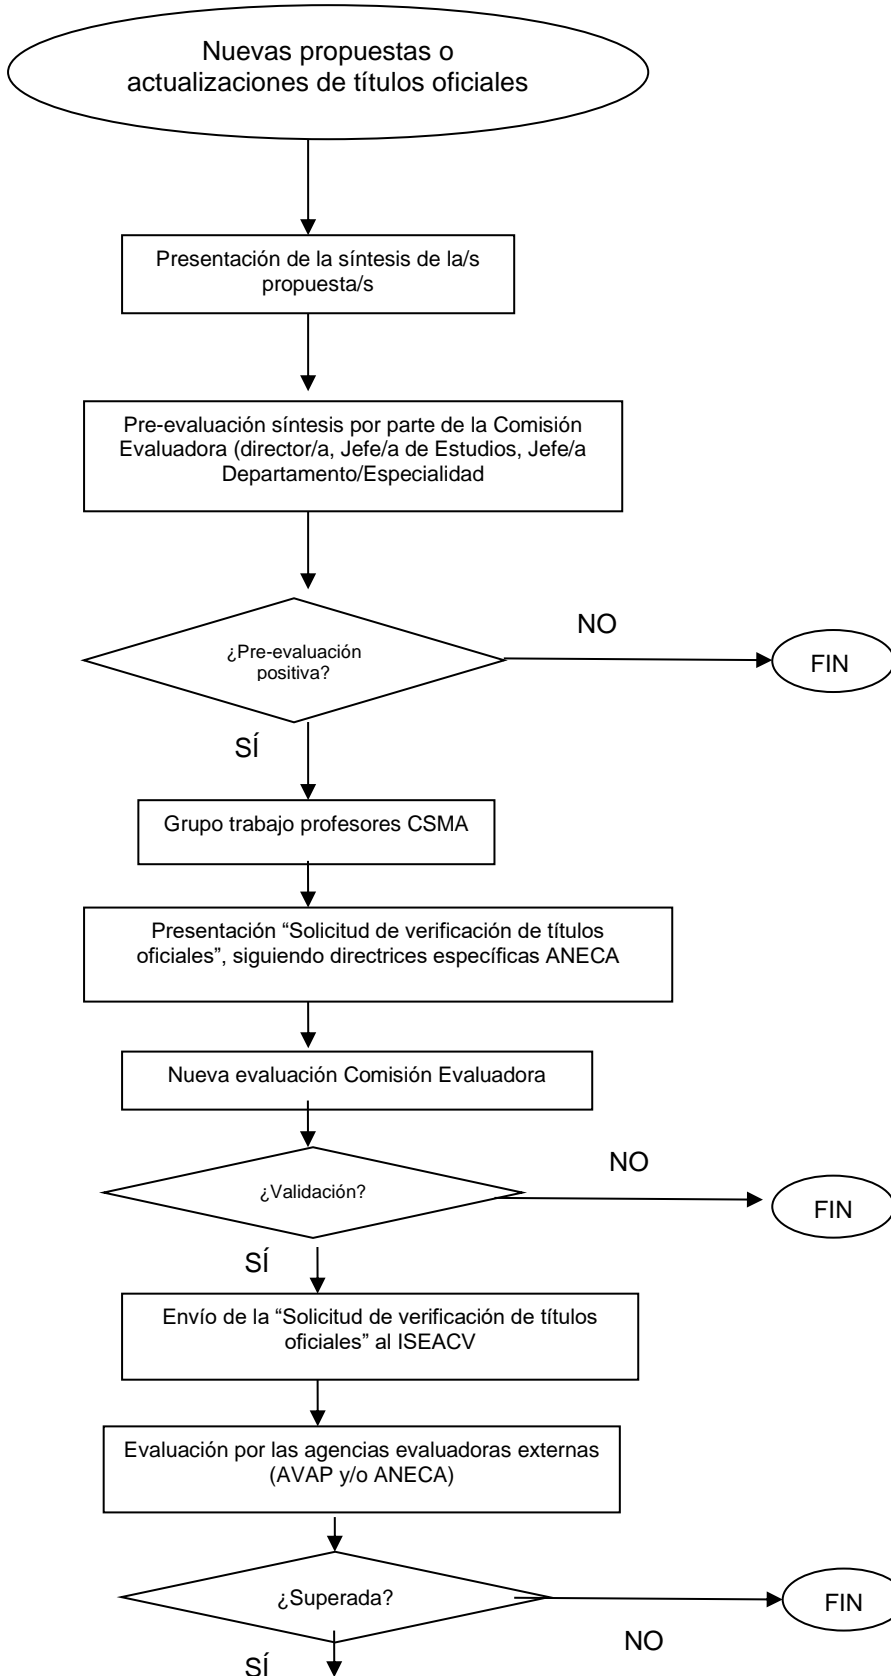 Nuevas propuestas o
actualizaciones de títulos oficiales
Presentación de la síntesis de la/s
propuesta/s
Pre-evaluación síntesis por parte de la Comisión
Evaluadora (director/a, Jefe/a de Estudios, Jefe/a
Departamento/Especialidad
¿Pre-evaluación
positiva?
NO
FIN
SÍ
Grupo trabajo profesores CSMA
Presentación “Solicitud de verificación de títulos
oficiales”, siguiendo directrices específicas ANECA
Nueva evaluación Comisión Evaluadora
¿Validación?
NO
FIN
SÍ
Envío de la “Solicitud de verificación de títulos
oficiales” al ISEACV
Evaluación por las agencias evaluadoras externas
(AVAP y/o ANECA)
¿Superada?
FIN
NO
SÍ